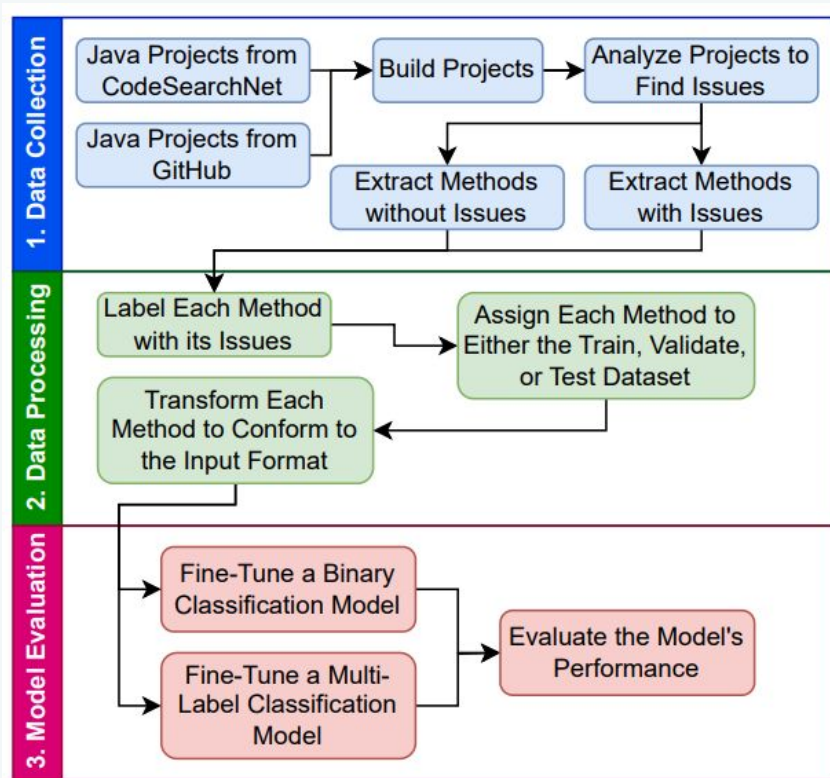 1. Data Collection
Java Projects from
CodeSearchNet
Java Projects from
GitHub
Build Projects
Analyze Projects to
Find Issues
Extract Methods
without Issues
Extract Methods
with Issues
2. Data Processing
Label Each Method
with its Issues
Assign Each Method to
Either the Train, Validate,
or Test Dataset
Transform Each
Method to Conform to
the Input Format
3. Model Evaluation
Fine-Tune a Binary
Classification Model
Fine-Tune a Multi-
Label Classification
Model
Evaluate the Model's
Performance